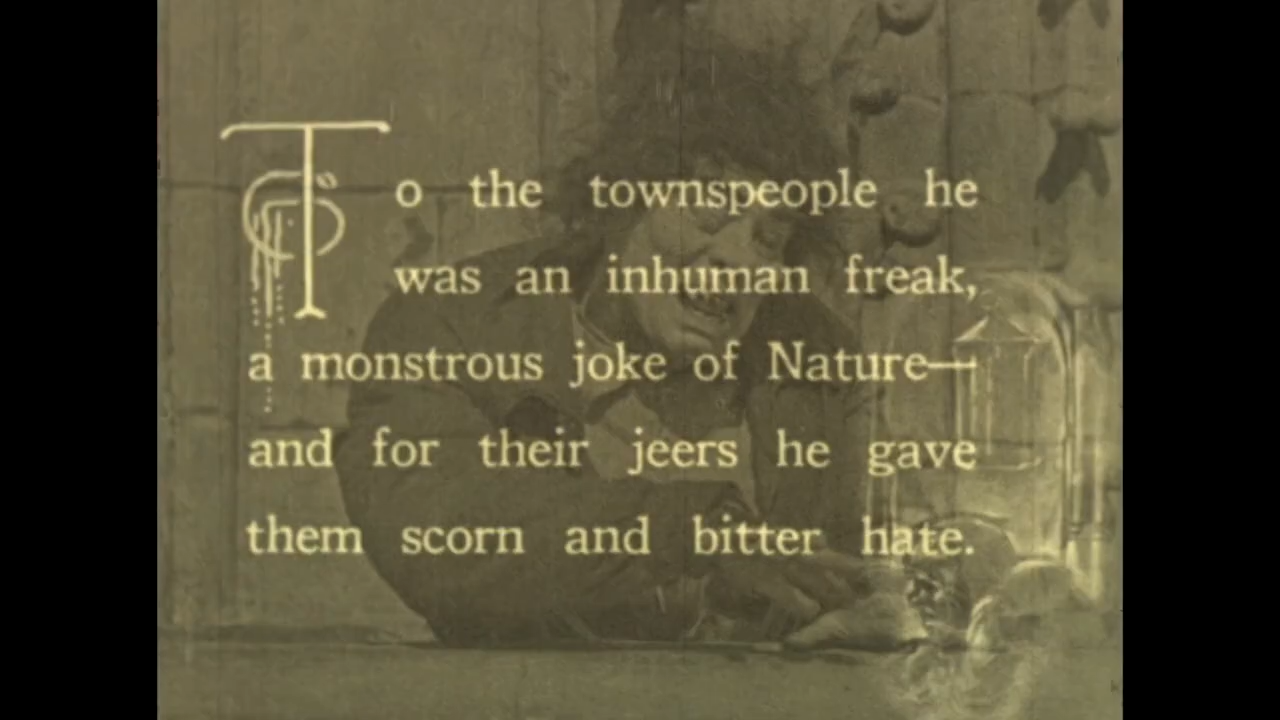 To the townspeople he
was an inhuman freak,
a monstrous joke of Nature—
and for their jeers he gave
them scorn and bitter hate.